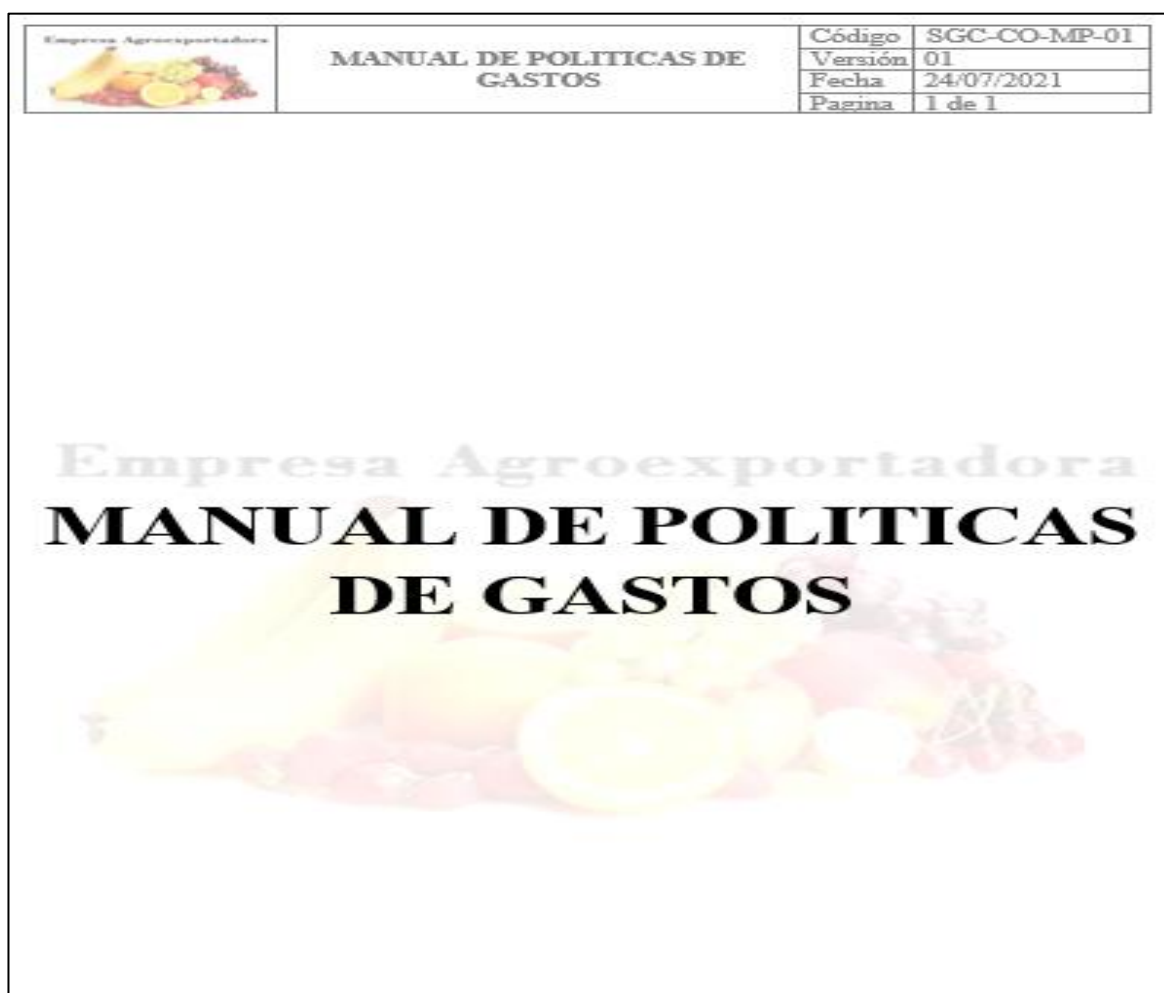 Empresa Agroexportadora
MANUAL DE POLITICAS DE
GASTOS
Código SGC-CO-MP-01
Versión 01
Fecha 24/07/2021
Pagina 1 de 1
Empresa Agroexportadora
MANUAL DE POLITICAS
DE GASTOS